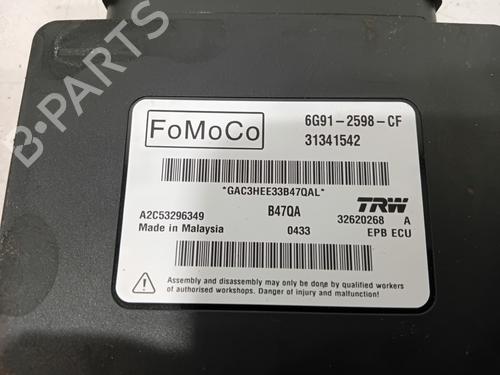 FoMoCo
6G91-2598-CF
31341542
*GAC3HEE33B47QAL*
A2C53296349
B47QA
TRW
Made in Malaysia
0433
32620268 A
EPB ECU
Assembly and disassembly may only be done by qualified workers
of authorised workshops. Danger of injury and malfunction!
B-PARTS